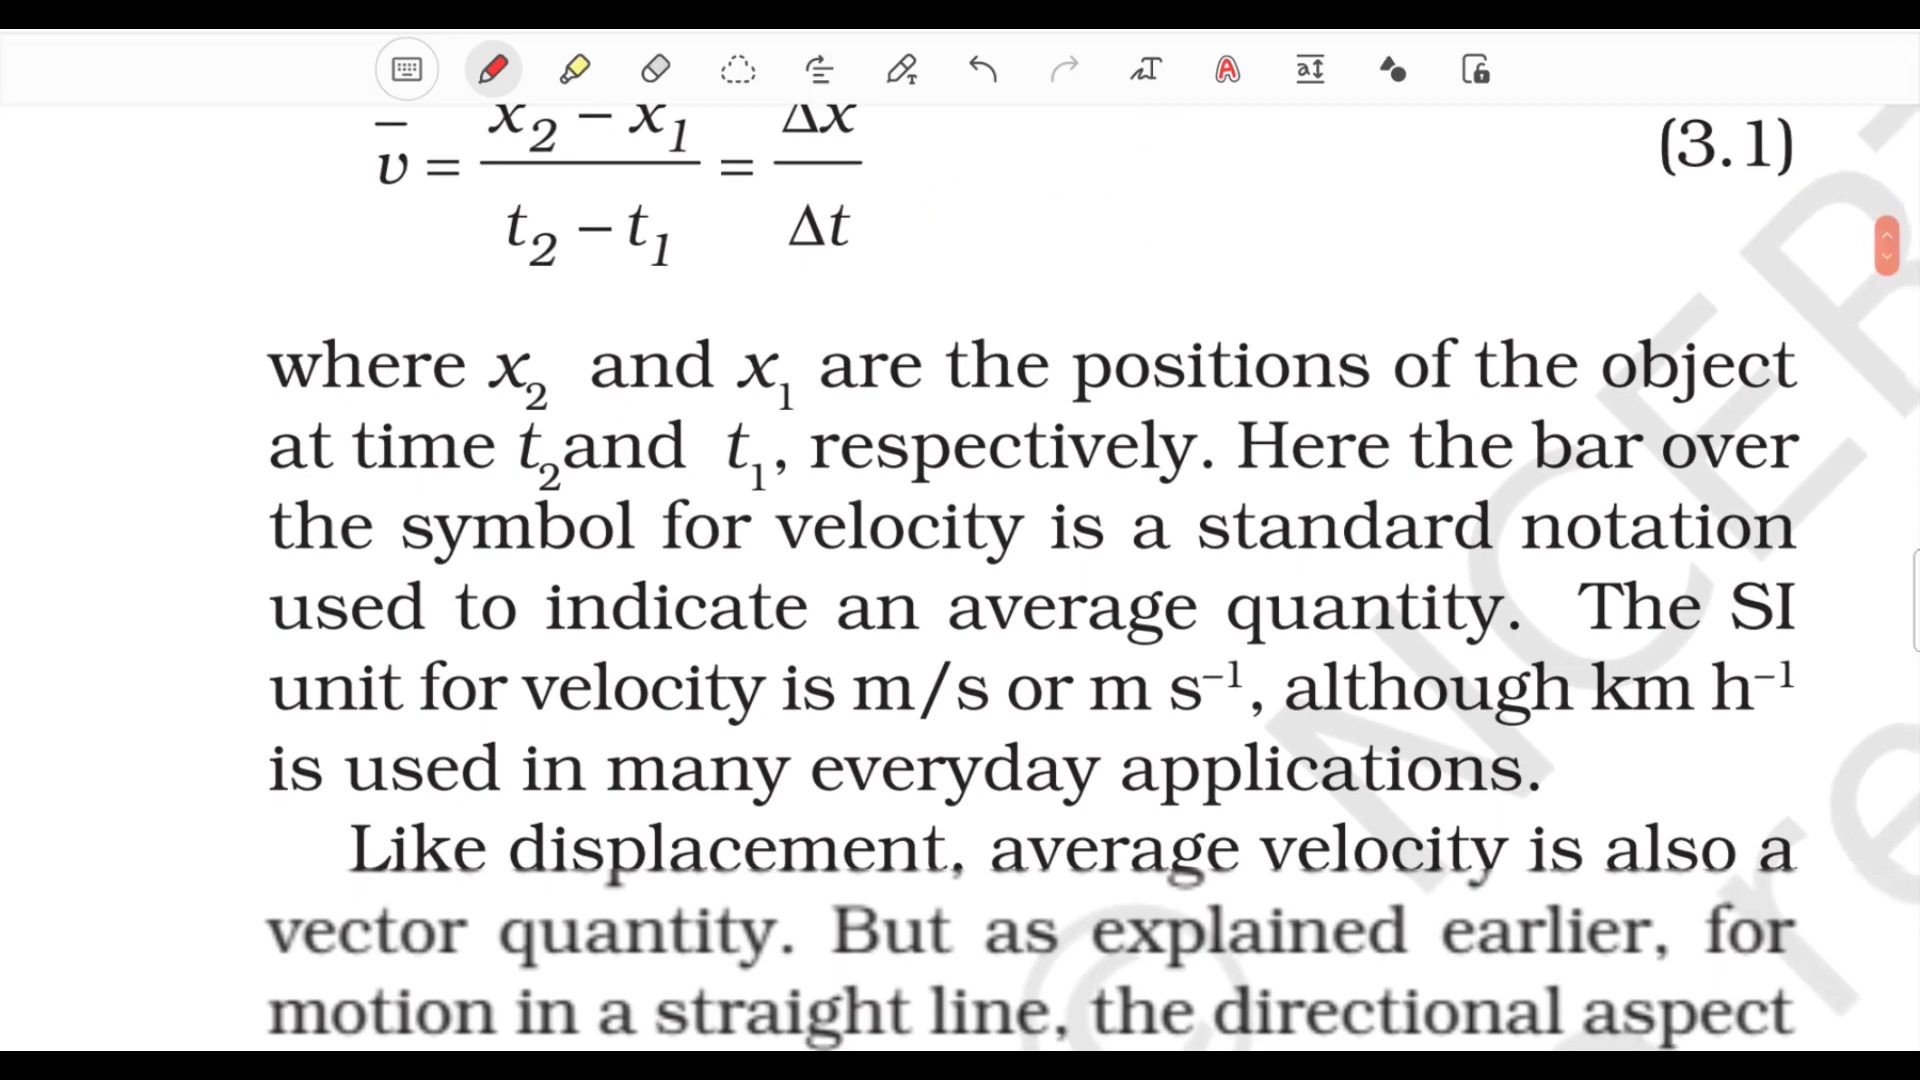 v̄ = (x₂ − x₁)/(t₂ − t₁) = Δx/Δt (3.1)
where x₂ and x₁ are the positions of the object
at time t₂and t₁, respectively. Here the bar over
the symbol for velocity is a standard notation
used to indicate an average quantity. The SI
unit for velocity is m/s or m s⁻¹, although km h⁻¹
is used in many everyday applications.
Like displacement, average velocity is also a
vector quantity. But as explained earlier, for
motion in a straight line, the directional aspect